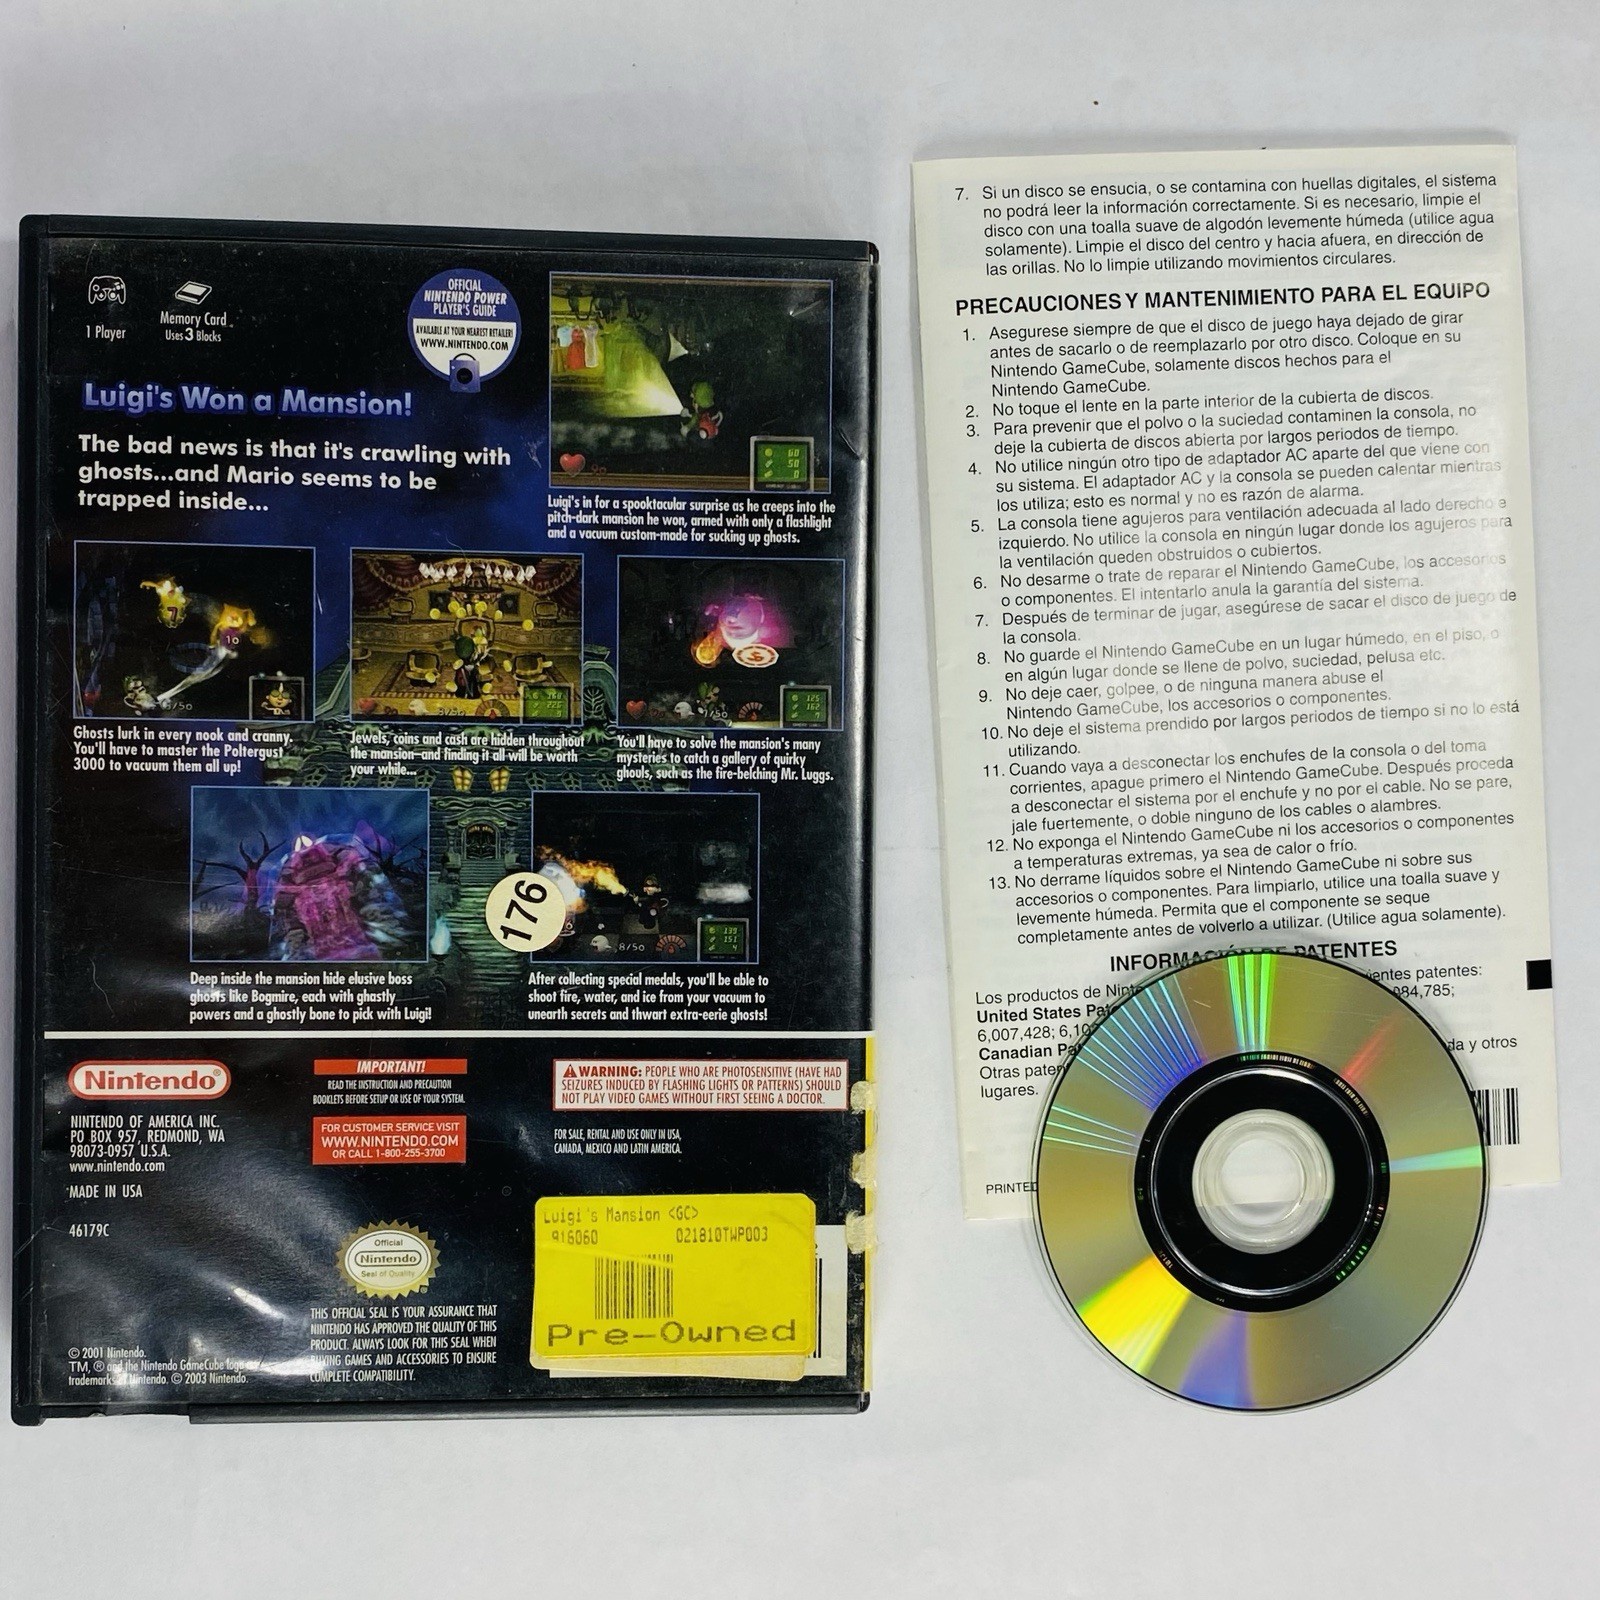 1 Player
Memory Card
Uses 3 Blocks
OFFICIAL
NINTENDO POWER
PLAYER'S GUIDE
AVAILABLE AT YOUR NEAREST RETAILER!
WWW.NINTENDO.COM
Luigi's Won a Mansion!
The bad news is that it's crawling with
ghosts...and Mario seems to be
trapped inside...
Luigi's in for a spooktacular surprise as he creeps into the
pitch-dark mansion he won, armed with only a flashlight
and a vacuum custom-made for sucking up ghosts.
Ghosts lurk in every nook and cranny.
You'll have to master the Poltergust
3000 to vacuum them all up!
Jewels, coins and cash are hidden throughout
the mansion—and finding it all will be worth
your while...
You'll have to solve the mansion's many
mysteries to catch a gallery of quirky
ghouls, such as the fire-belching Mr. Luggs.
176
Deep inside the mansion hide elusive boss
ghosts like Bogmire, each with ghastly
powers and a ghostly bone to pick with Luigi!
After collecting special medals, you'll be able to
shoot fire, water, and ice from your vacuum to
unearth secrets and thwart extra-eerie ghosts!
Nintendo®
NINTENDO OF AMERICA INC.
PO BOX 957, REDMOND, WA
98073-0957 U.S.A.
www.nintendo.com
MADE IN USA
46179C
IMPORTANT!
READ THE INSTRUCTION AND PRECAUTION
BOOKLETS BEFORE SETUP OR USE OF YOUR SYSTEM.
FOR CUSTOMER SERVICE VISIT
WWW.NINTENDO.COM
OR CALL 1-800-255-3700
WARNING: PEOPLE WHO ARE PHOTOSENSITIVE (HAVE HAD
SEIZURES INDUCED BY FLASHING LIGHTS OR PATTERNS) SHOULD
NOT PLAY VIDEO GAMES WITHOUT FIRST SEEING A DOCTOR.
FOR SALE, RENTAL AND USE ONLY IN USA,
CANADA, MEXICO AND LATIN AMERICA.
Official
Nintendo
Seal of Quality
THIS OFFICIAL SEAL IS YOUR ASSURANCE THAT
NINTENDO HAS APPROVED THE QUALITY OF THIS
PRODUCT. ALWAYS LOOK FOR THIS SEAL WHEN
BUYING GAMES AND ACCESSORIES TO ENSURE
COMPLETE COMPATIBILITY.
© 2001 Nintendo.
TM, ® and the Nintendo GameCube logo
trademarks Nintendo. © 2003 Nintendo.
Luigi's Mansion <GC>
916060 021810TWP003
Pre-Owned
7. Si un disco se ensucia, o se contamina con huellas digitales, el sistema
no podrá leer la información correctamente. Si es necesario, limpie el
disco con una toalla suave de algodón levemente húmeda (utilice agua
solamente). Limpie el disco del centro y hacia afuera, en dirección de
las orillas. No lo limpie utilizando movimientos circulares.
PRECAUCIONES Y MANTENIMIENTO PARA EL EQUIPO
1. Asegurese siempre de que el disco de juego haya dejado de girar
antes de sacarlo o de reemplazarlo por otro disco. Coloque en su
Nintendo GameCube, solamente discos hechos para el
Nintendo GameCube.
2. No toque el lente en la parte interior de la cubierta de discos.
3. Para prevenir que el polvo o la suciedad contaminen la consola, no
deje la cubierta de discos abierta por largos periodos de tiempo.
4. No utilice ningún otro tipo de adaptador AC aparte del que viene con
su sistema. El adaptador AC y la consola se pueden calentar mientras
los utiliza; esto es normal y no es razón de alarma.
5. La consola tiene agujeros para ventilación adecuada al lado derecho e
izquierdo. No utilice la consola en ningún lugar donde los agujeros para
la ventilación queden obstruidos o cubiertos.
6. No desarme o trate de reparar el Nintendo GameCube, los accesorios
o componentes. El intentarlo anula la garantía del sistema.
7. Después de terminar de jugar, asegúrese de sacar el disco de juego de
la consola.
8. No guarde el Nintendo GameCube en un lugar húmedo, en el piso, o
en algún lugar donde se llene de polvo, suciedad, pelusa etc.
9. No deje caer, golpee, o de ninguna manera abuse el
Nintendo GameCube, los accesorios o componentes.
10. No deje el sistema prendido por largos periodos de tiempo si no lo está
utilizando.
11. Cuando vaya a desconectar los enchufes de la consola o del toma
corrientes, apague primero el Nintendo GameCube. Después proceda
a desconectar el sistema por el enchufe y no por el cable. No se pare,
jale fuertemente, o doble ninguno de los cables o alambres.
12. No exponga el Nintendo GameCube ni los accesorios o componentes
a temperaturas extremas, ya sea de calor o frío.
13. No derrame líquidos sobre el Nintendo GameCube ni sobre sus
accesorios o componentes. Para limpiarlo, utilice una toalla suave y
levemente húmeda. Permita que el componente se seque
completamente antes de volverlo a utilizar. (Utilice agua solamente).
INFORMACIÓN DE PATENTES
Los productos de patentes:
United States 084,785;
6,007,428;
Canadian y otros
Otras
lugares.
PRINTED